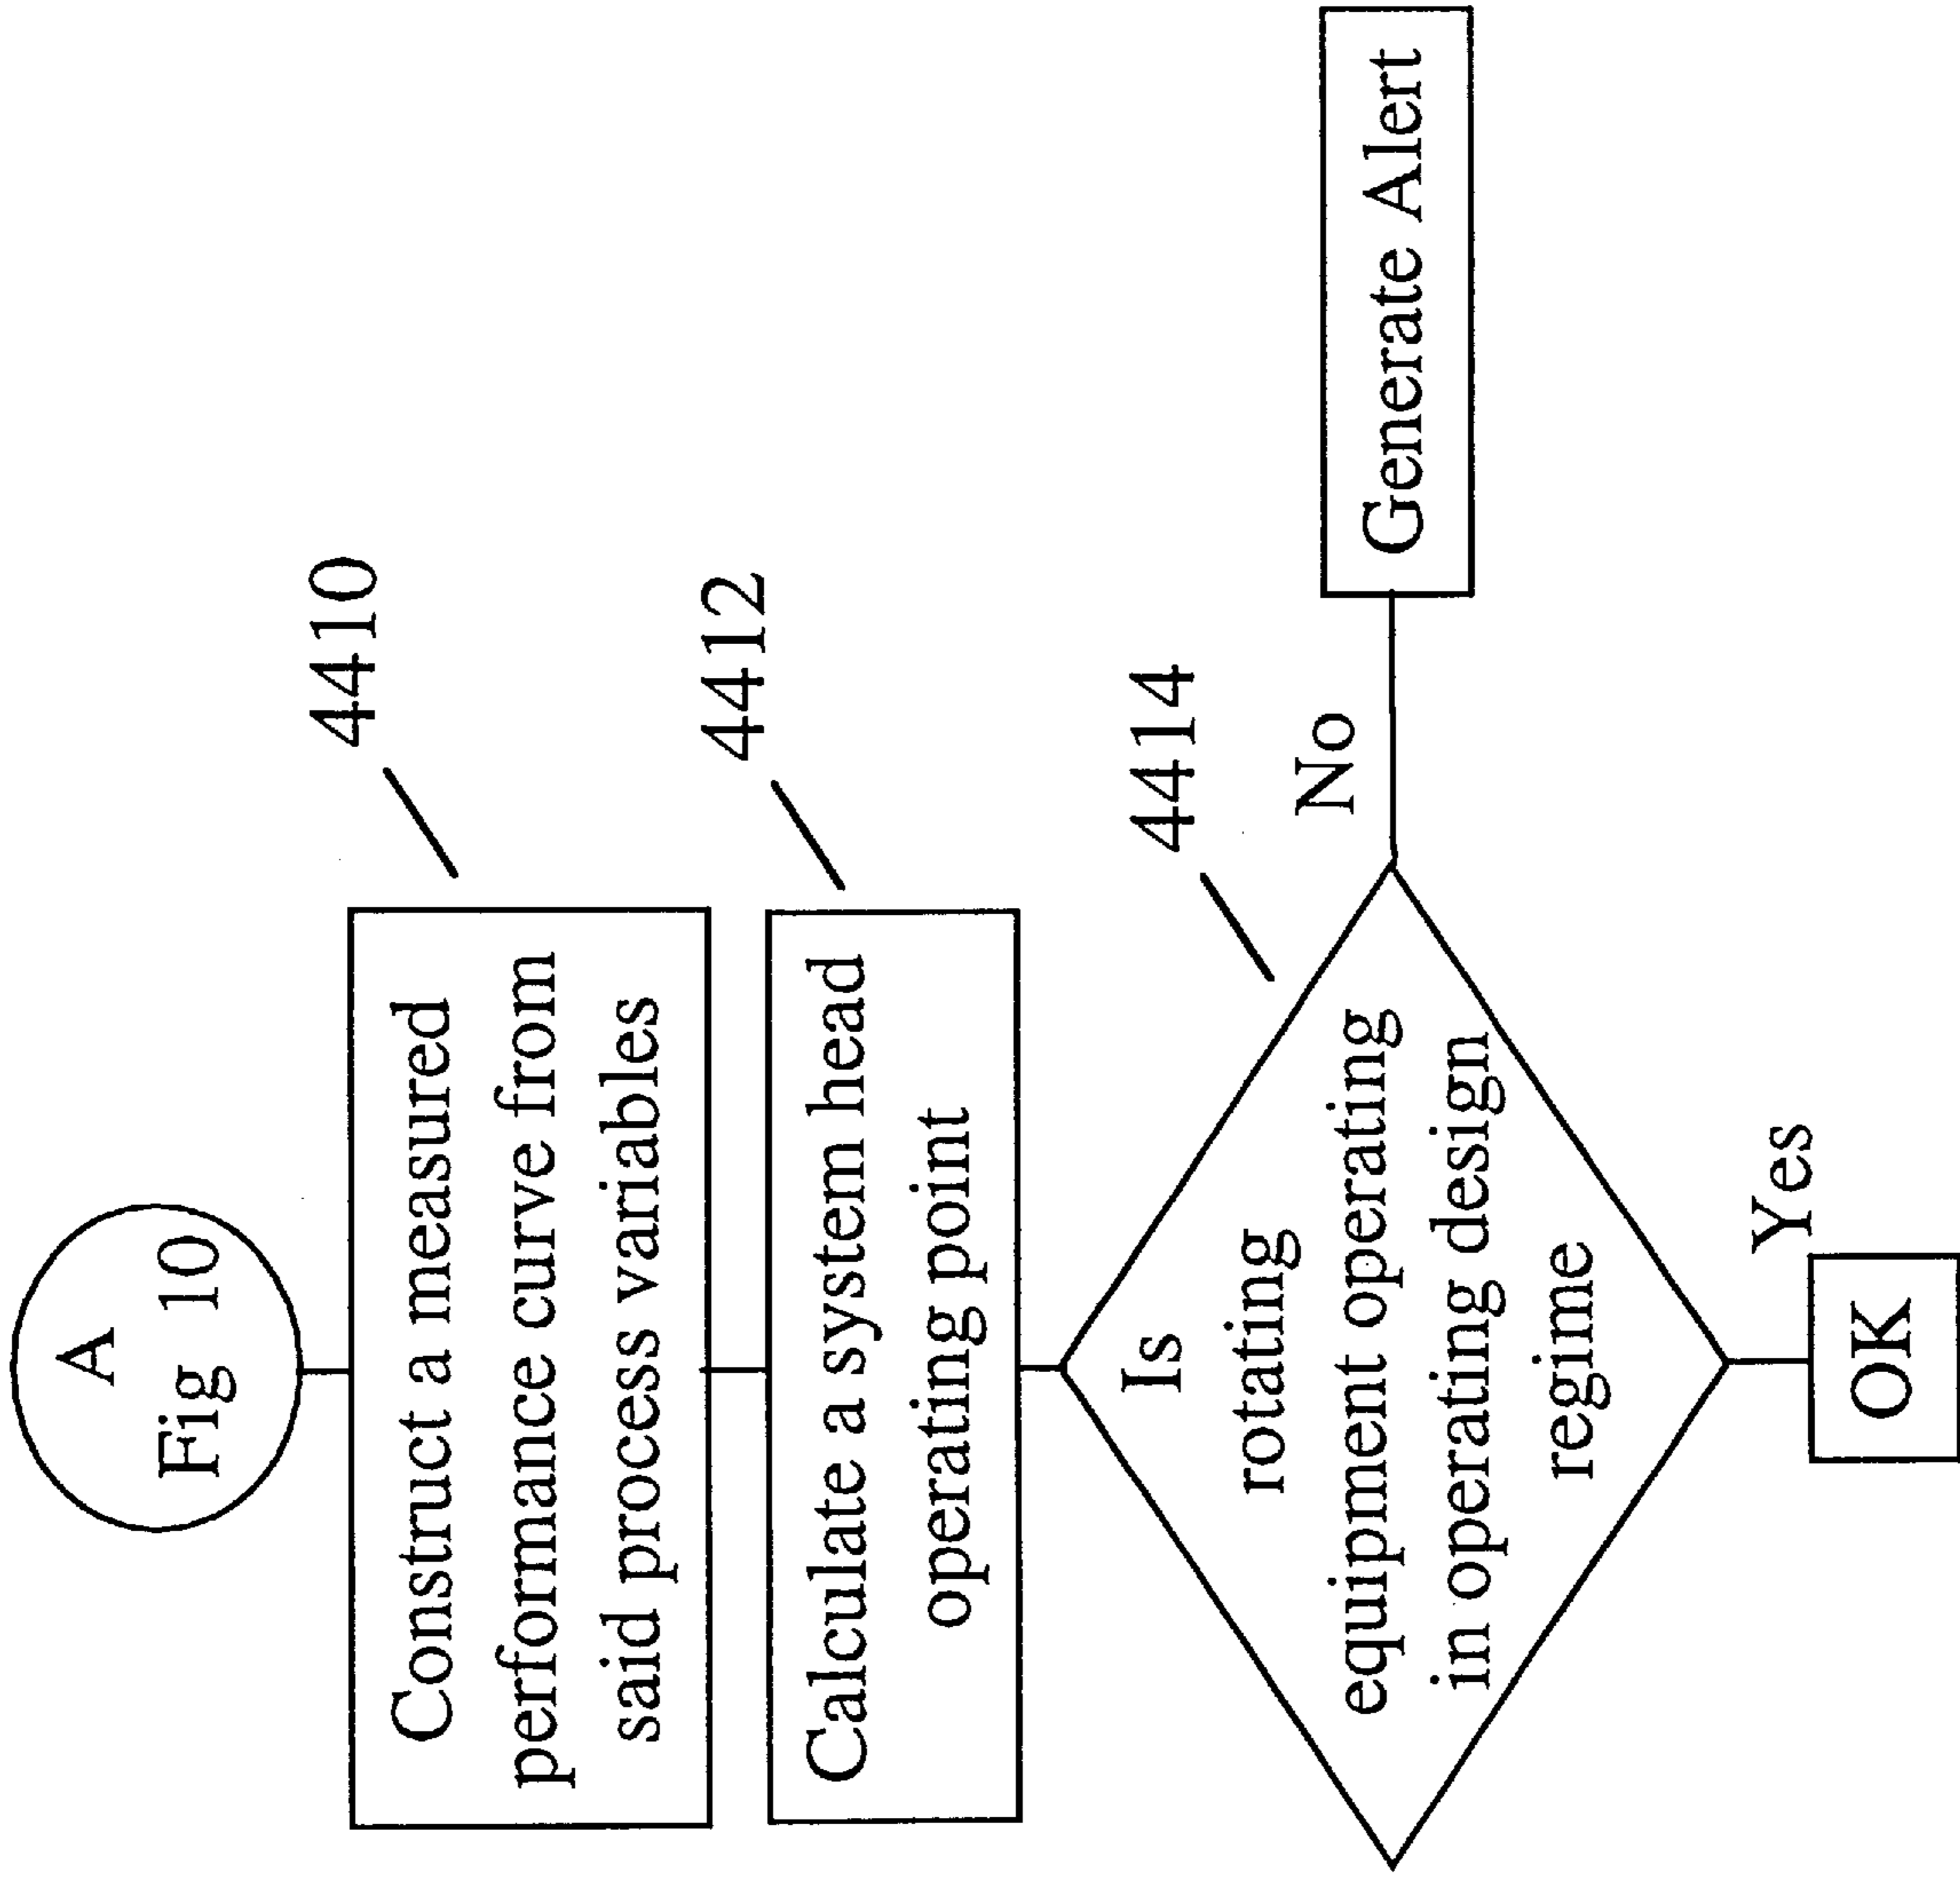 A
Fig 10
4410
Construct a measured
performance curve from
said process variables
4412
Calculate a system head
operating point
4414
Is
rotating
equipment operating
in operating design
regime
No
Generate Alert
Yes
OK